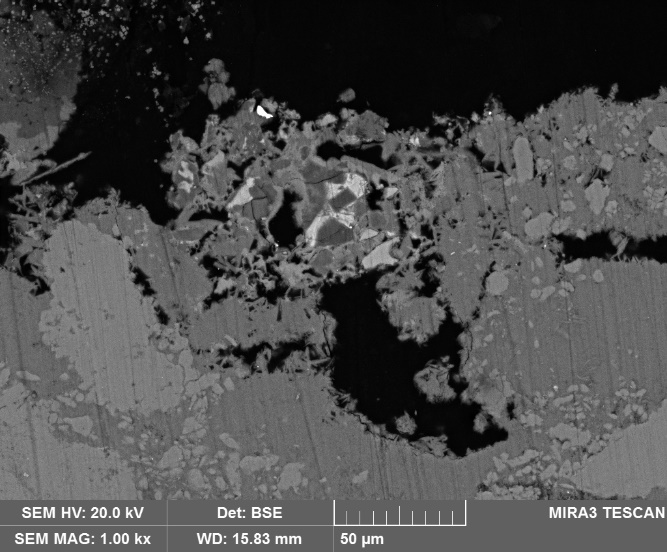 SEM HV: 20.0 kV Det: BSE MIRA3 TESCAN
SEM MAG: 1.00 kx WD: 15.83 mm 50 µm